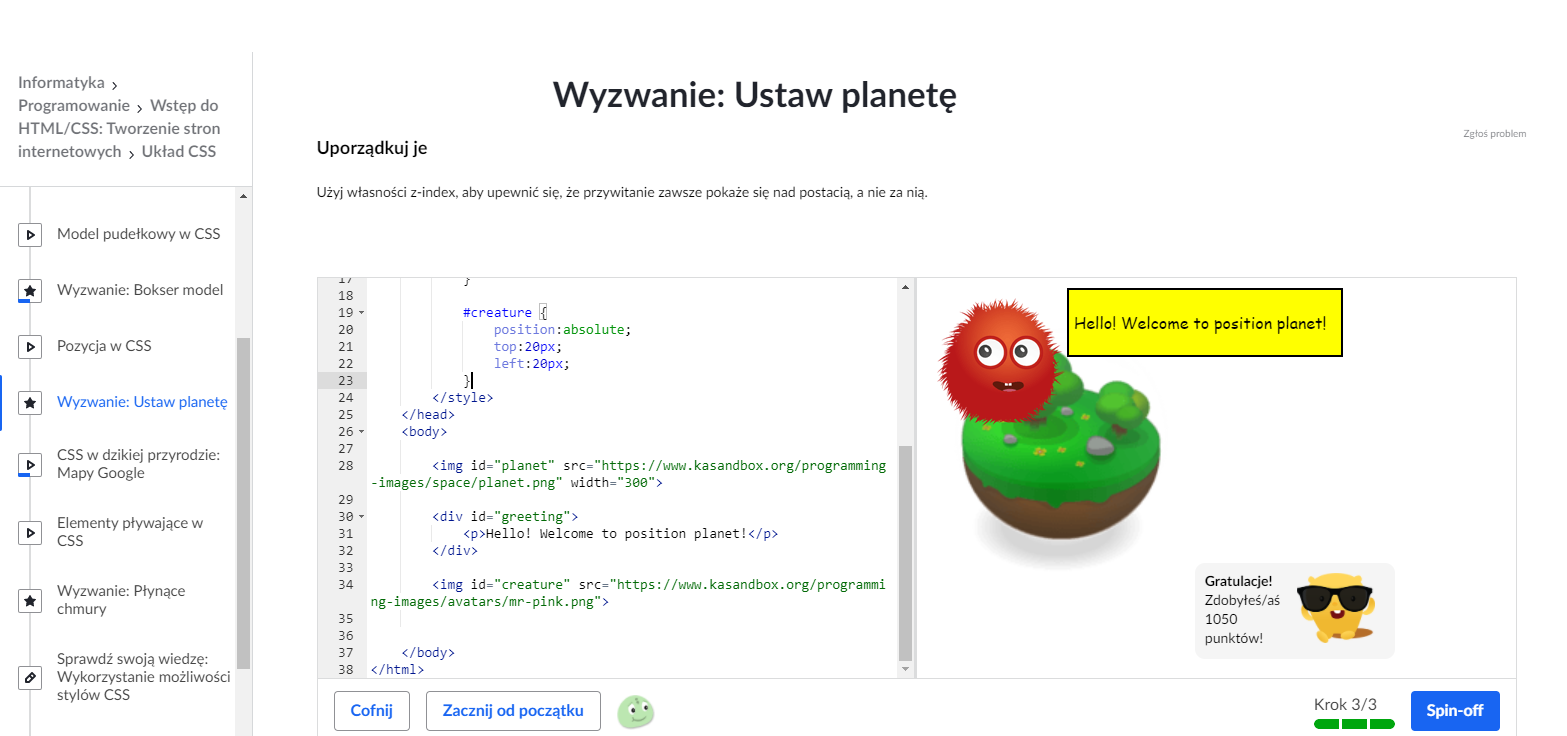 Informatyka >
Programowanie > Wstęp do
HTML/CSS: Tworzenie stron
internetowych > Układ CSS
Model pudełkowy w CSS
Wyzwanie: Bokser model
Pozycja w CSS
Wyzwanie: Ustaw planetę
CSS w dzikiej przyrodzie:
Mapy Google
Elementy pływające w
CSS
Wyzwanie: Płynące
chmury
Sprawdź swoją wiedzę:
Wykorzystanie możliwości
stylów CSS
Wyzwanie: Ustaw planetę
Zgłoś problem
Uporządkuj je
Użyj własności z-index, aby upewnić się, że przywitanie zawsze pokaże się nad postacią, a nie za nią.
17 }
18
19 #creature {
20 position:absolute;
21 top:20px;
22 left:20px;
23 }
24 </style>
25 </head>
26 <body>
27
28 <img id="planet" src="https://www.kasandbox.org/programming
-images/space/planet.png" width="300">
29
30 <div id="greeting">
31 <p>Hello! Welcome to position planet!</p>
32 </div>
33
34 <img id="creature" src="https://www.kasandbox.org/programmi
ng-images/avatars/mr-pink.png">
35
36
37 </body>
38 </html>
Hello! Welcome to position planet!
Gratulacje!
Zdobyłeś/aś
1050
punktów!
Cofnij
Zacznij od początku
Krok 3/3
Spin-off